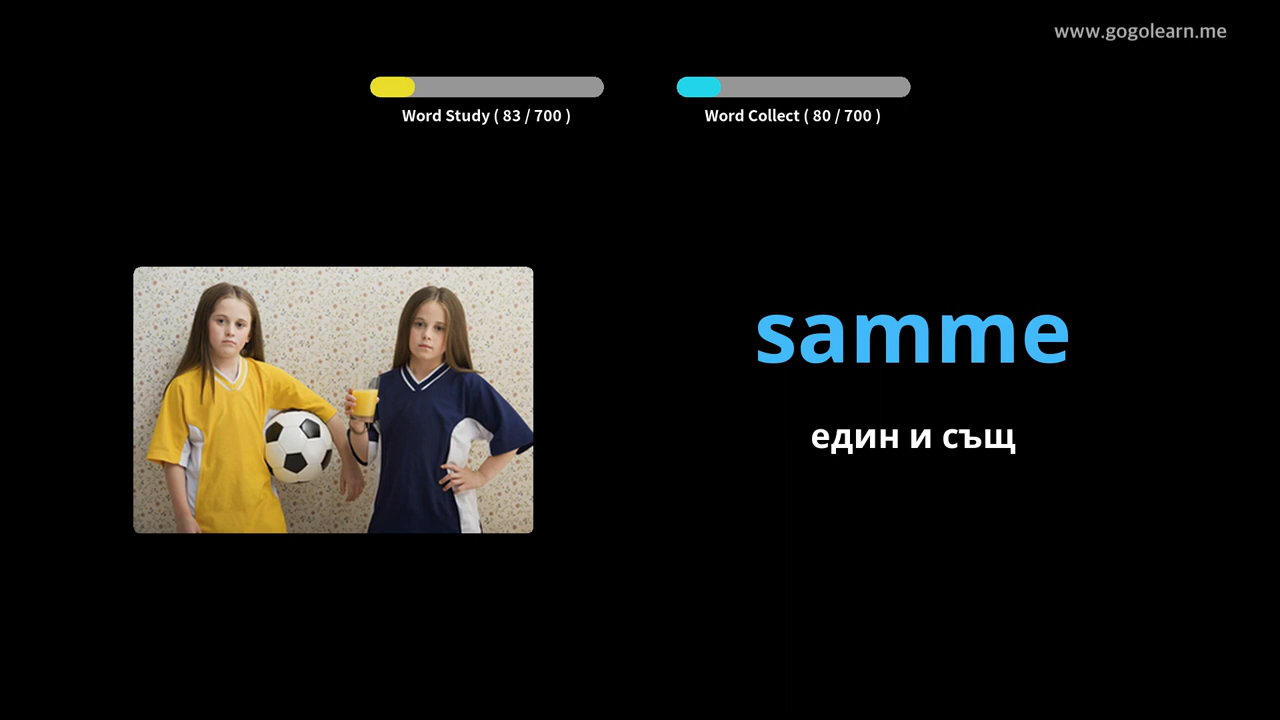 www.gogolearn.me
Word Study ( 83 / 700 )
Word Collect ( 80 / 700 )
samme
един и същ